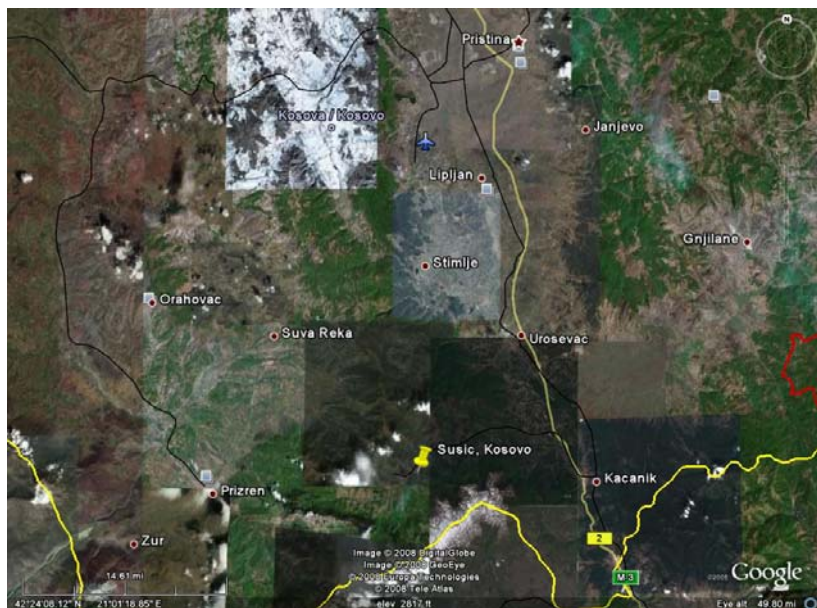 N
Pristina
Kosova / Kosovo
Janjevo
Lipljan
Gnjilane
Stimlje
Orahovac
Suva Reka
Urosevac
Susic, Kosovo
Kacanik
Prizren
Zur
2
M-3
Image © 2008 DigitalGlobe
Image © 2008 GeoEye
© 2008 Europa Technologies
© 2008 Tele Atlas
©2005 Google
14.61 mi
42°24'08.12" N 21°01'18.85" E elev 2817 ft Eye alt 49.80 mi